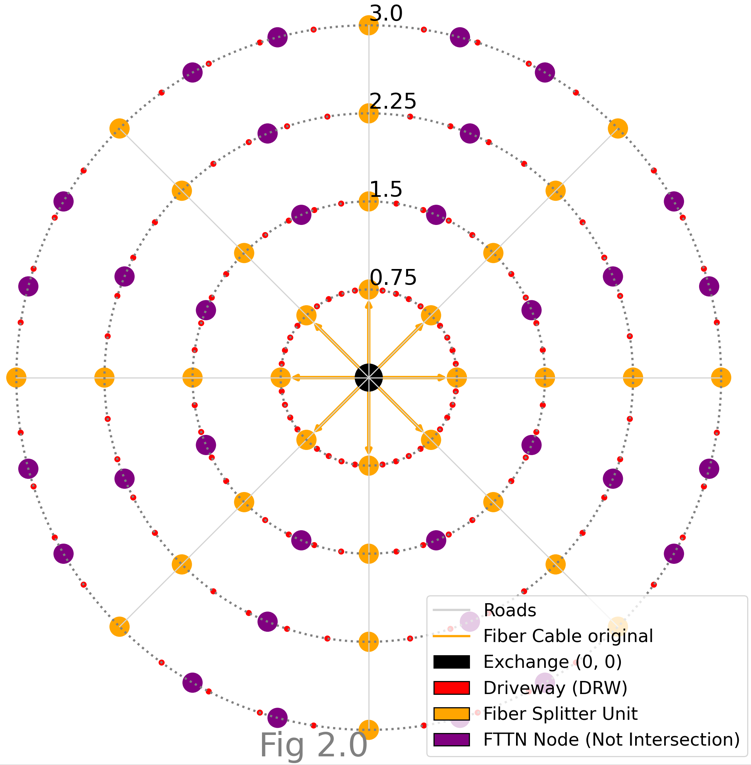 3.0
2.25
1.5
0.75
Roads
Fiber Cable original
Exchange (0, 0)
Driveway (DRW)
Fiber Splitter Unit
FTTN Node (Not Intersection)
Fig 2.0